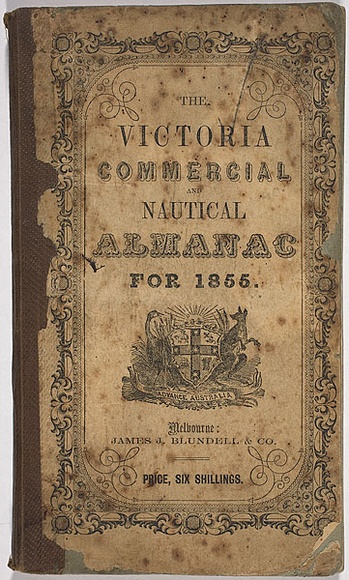 THE
VICTORIA
COMMERCIAL
AND
NAUTICAL
ALMANAC
FOR 1855.
ADVANCE AUSTRALIA
Melbourne:
JAMES J. BLUNDELL & CO.
PRICE, SIX SHILLINGS.